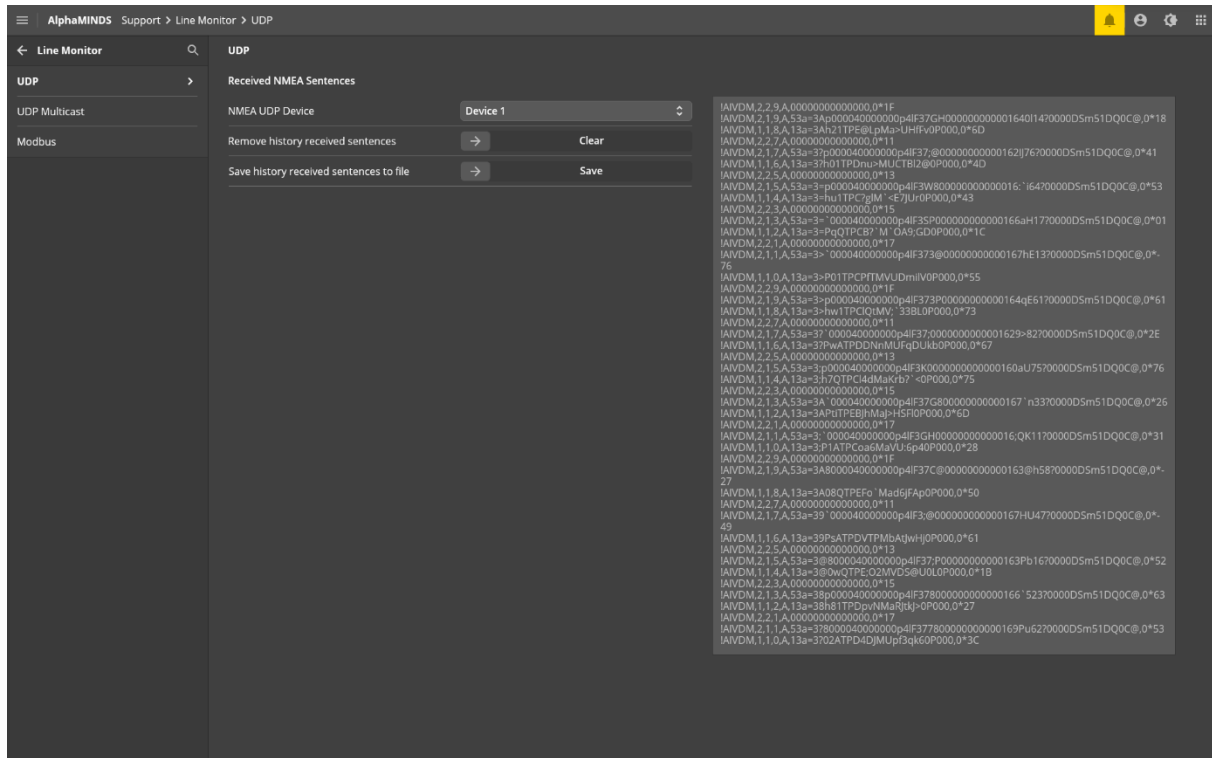 AlphaMINDS Support > Line Monitor > UDP
Line Monitor
UDP
UDP Multicast
Modbus
UDP
Received NMEA Sentences
NMEA UDP Device Device 1
Remove history received sentences Clear
Save history received sentences to file Save
!AIVDM,2,2,9,A,00000000000000,0*1F
!AIVDM,2,1,9,A,53a=3Ap000040000000p4lF37GH000000000001640l14?0000DSm51DQ0C@,0*18
!AIVDM,1,1,8,A,13a=3Ah21TPE@LpMa>UHfFv0P000,0*6D
!AIVDM,2,2,7,A,00000000000000,0*11
!AIVDM,2,1,7,A,53a=3?p000040000000p4lF37;@00000000000162lJ76?0000DSm51DQ0C@,0*41
!AIVDM,1,1,6,A,13a=3?h01TPDnu>MUCTBl2@0P000,0*4D
!AIVDM,2,2,5,A,00000000000000,0*13
!AIVDM,2,1,5,A,53a=3=p000040000000p4lF3W800000000000016:`i64?0000DSm51DQ0C@,0*53
!AIVDM,1,1,4,A,13a=3=hu1TPC?glM`<E7JUr0P000,0*43
!AIVDM,2,2,3,A,00000000000000,0*15
!AIVDM,2,1,3,A,53a=3=`000040000000p4lF3SP00000000000166aH17?0000DSm51DQ0C@,0*01
!AIVDM,1,1,2,A,13a=3=PqQTPCB?`M`OA9;GD0P000,0*1C
!AIVDM,2,2,1,A,00000000000000,0*17
!AIVDM,2,1,1,A,53a=3>`000040000000p4lF373@00000000000167hE13?0000DSm51DQ0C@,0*-
76
!AIVDM,1,1,0,A,13a=3>P01TPCPfTMVUDmilV0P000,0*55
!AIVDM,2,2,9,A,00000000000000,0*1F
!AIVDM,2,1,9,A,53a=3>p000040000000p4lF373P00000000000164qE61?0000DSm51DQ0C@,0*61
!AIVDM,1,1,8,A,13a=3>hw1TPClQtMV;`33BL0P000,0*73
!AIVDM,2,2,7,A,00000000000000,0*11
!AIVDM,2,1,7,A,53a=3?`000040000000p4lF37;0000000000001629>82?0000DSm51DQ0C@,0*2E
!AIVDM,1,1,6,A,13a=3?PwATPDDNnMUFqDUkb0P000,0*67
!AIVDM,2,2,5,A,00000000000000,0*13
!AIVDM,2,1,5,A,53a=3;p000040000000p4lF3K0000000000000160aU75?0000DSm51DQ0C@,0*76
!AIVDM,1,1,4,A,13a=3;h7QTPCl4dMaKrb?`<0P000,0*75
!AIVDM,2,2,3,A,00000000000000,0*15
!AIVDM,2,1,3,A,53a=3A`000040000000p4lF37G800000000000167`n33?0000DSm51DQ0C@,0*26
!AIVDM,1,1,2,A,13a=3APtiTPEBJhMaJ>HSFl0P000,0*6D
!AIVDM,2,2,1,A,00000000000000,0*17
!AIVDM,2,1,1,A,53a=3;`000040000000p4lF3GH00000000000016;QK11?0000DSm51DQ0C@,0*31
!AIVDM,1,1,0,A,13a=3;P1ATPCoa6MaVU:6p40P000,0*28
!AIVDM,2,2,9,A,00000000000000,0*1F
!AIVDM,2,1,9,A,53a=3A8000040000000p4lF37C@00000000000163@h58?0000DSm51DQ0C@,0*-
27
!AIVDM,1,1,8,A,13a=3A08QTPEFo`Mad6jFAp0P000,0*50
!AIVDM,2,2,7,A,00000000000000,0*11
!AIVDM,2,1,7,A,53a=39`000040000000p4lF3;@00000000000167HU47?0000DSm51DQ0C@,0*-
49
!AIVDM,1,1,6,A,13a=39PsATPDVTPMbAtJwHj0P000,0*61
!AIVDM,2,2,5,A,00000000000000,0*13
!AIVDM,2,1,5,A,53a=3@8000040000000p4lF37;P00000000000163Pb16?0000DSm51DQ0C@,0*52
!AIVDM,1,1,4,A,13a=3@0wQTPE;O2MVDS@U0L0P000,0*1B
!AIVDM,2,2,3,A,00000000000000,0*15
!AIVDM,2,1,3,A,53a=38p000040000000p4lF37800000000000166`523?0000DSm51DQ0C@,0*63
!AIVDM,1,1,2,A,13a=38h81TPDpvNMaRJtkJ>0P000,0*27
!AIVDM,2,2,1,A,00000000000000,0*17
!AIVDM,2,1,1,A,53a=3?8000040000000p4lF377800000000000169Pu62?0000DSm51DQ0C@,0*53
!AIVDM,1,1,0,A,13a=3?02ATPD4DJMUpf3qk60P000,0*3C